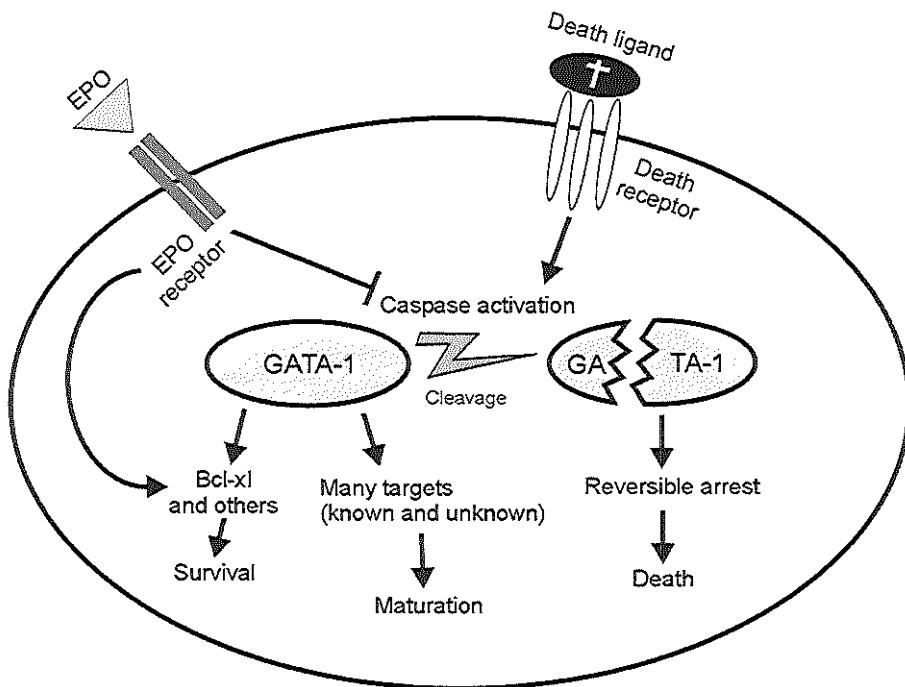 Death ligand
EPO
Death
receptor
EPO
receptor
Caspase activation
GATA-1
Cleavage
GA
TA-1
Bcl-xl
and others
Many targets
(known and unknown)
Reversible arrest
Survival
Maturation
Death